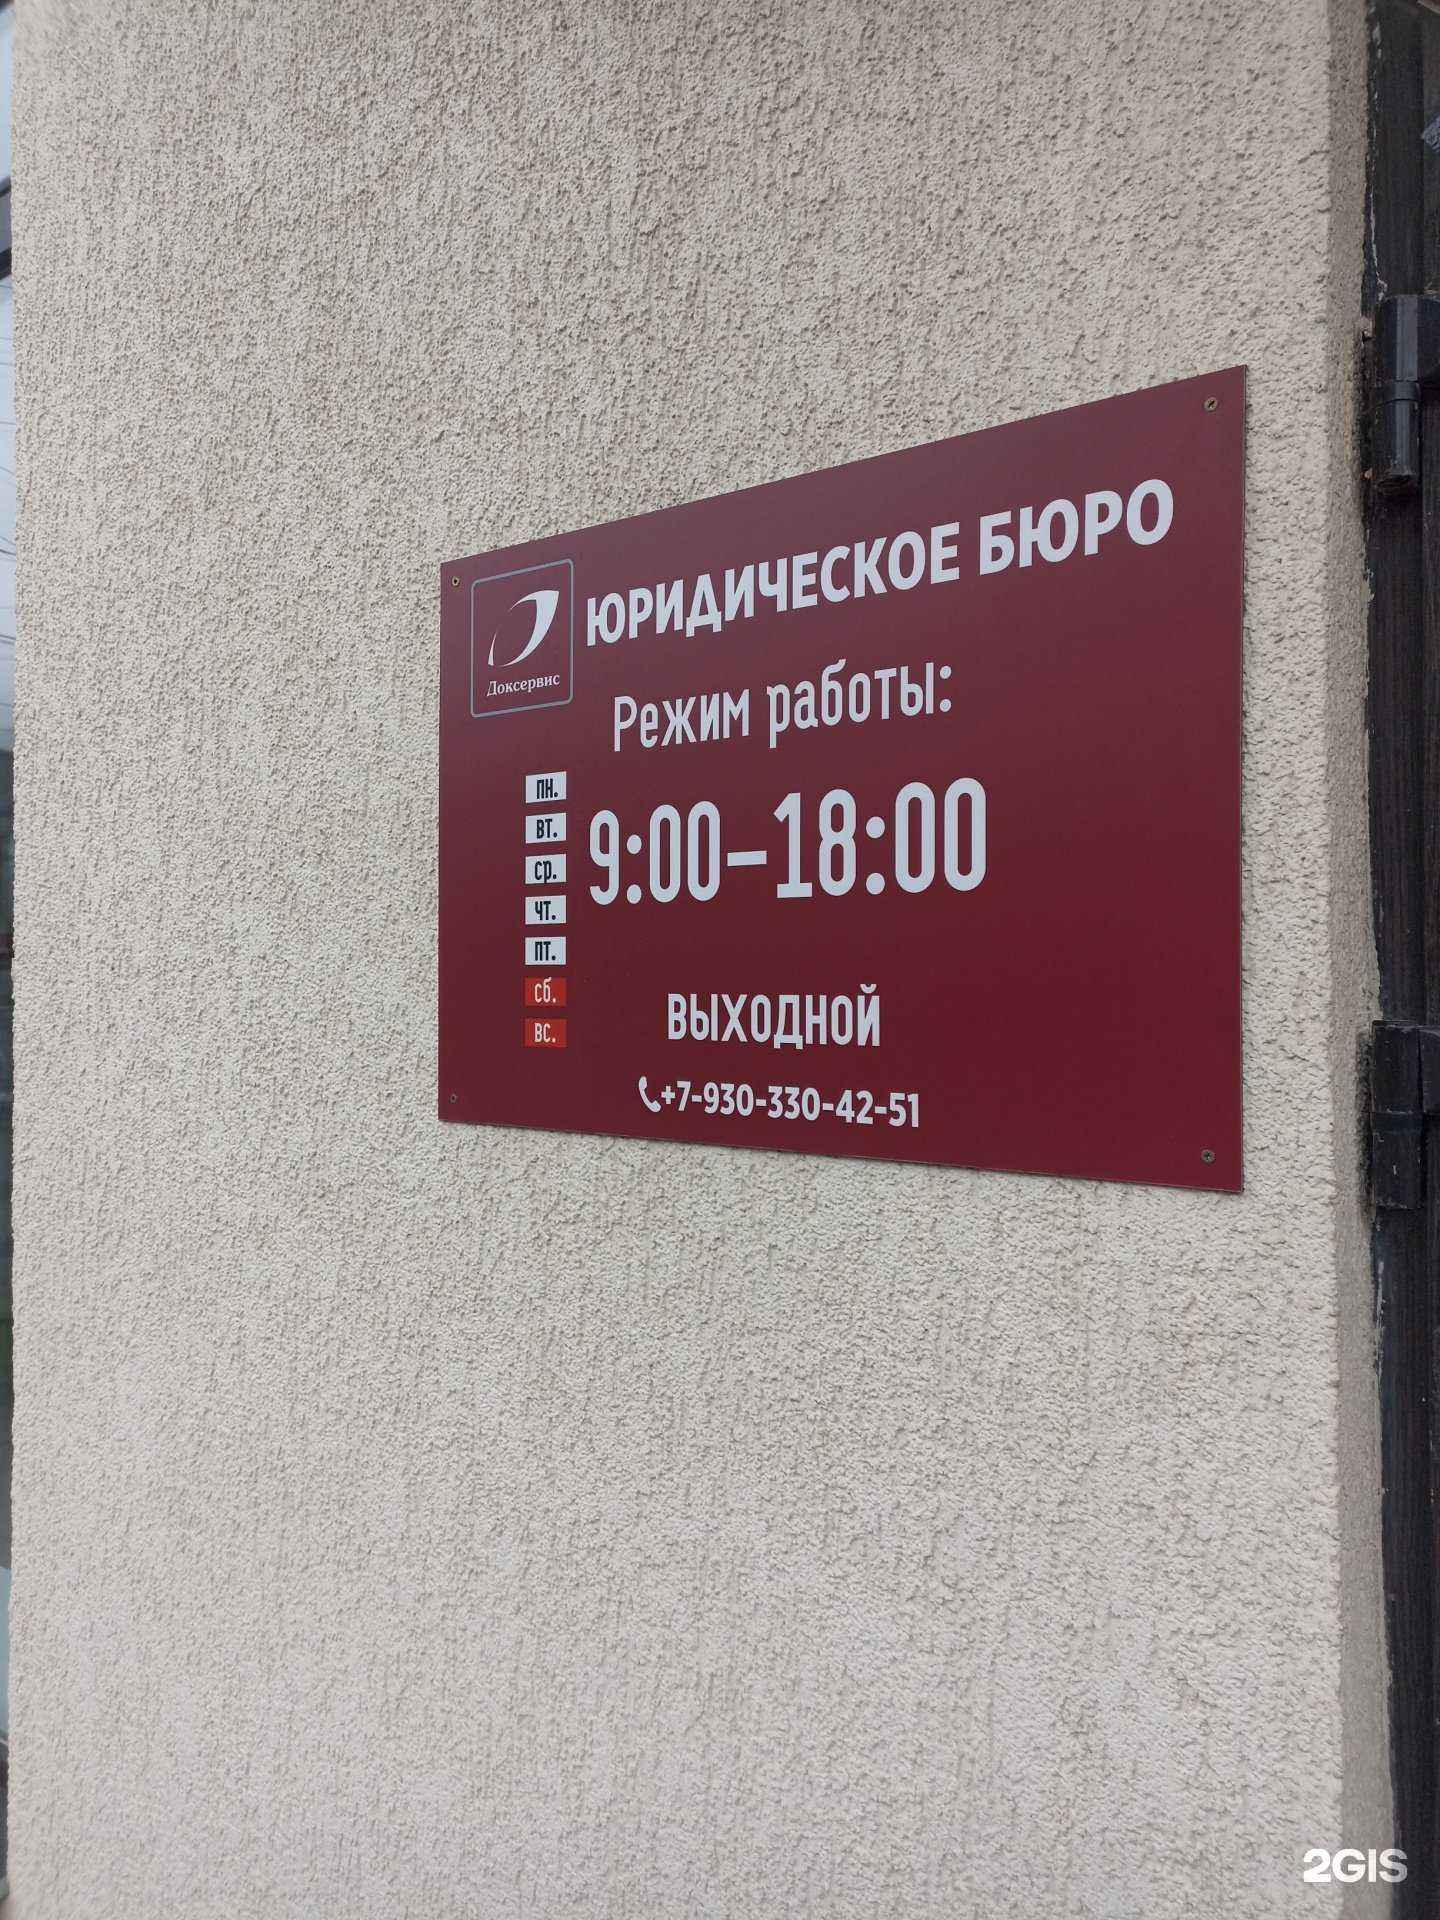 ЮРИДИЧЕСКОЕ БЮРО
Доксервис
Режим работы:
пн.
вт.
ср.
чт.
пт.
9:00–18:00
сб.
вс.
выходной
+7-930-330-42-51
2GIS